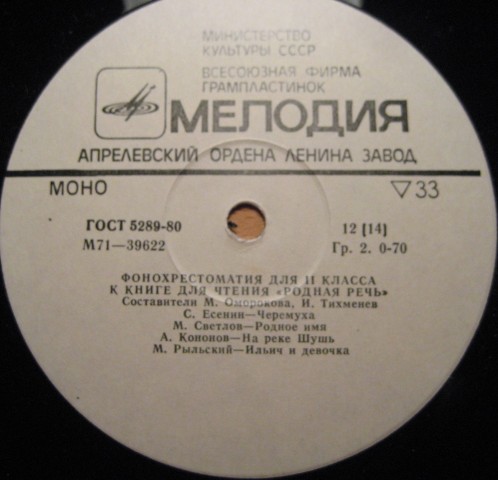 МИНИСТЕРСТВО
КУЛЬТУРЫ СССР
ВСЕСОЮЗНАЯ ФИРМА
ГРАМПЛАСТИНОК
МЕЛОДИЯ
АПРЕЛЕВСКИЙ ОРДЕНА ЛЕНИНА ЗАВОД
МОНО ▽33
ГОСТ 5289-80 12 [14]
М71—39622 Гр. 2. 0-70
ФОНОХРЕСТОМАТИЯ ДЛЯ II КЛАССА
К КНИГЕ ДЛЯ ЧТЕНИЯ «РОДНАЯ РЕЧЬ»
Составители М. Оморокова, И. Тихменев
С. Есенин—Черемуха
М. Светлов—Родное имя
А. Кононов—На реке Шушь
М. Рыльский—Ильич и девочка